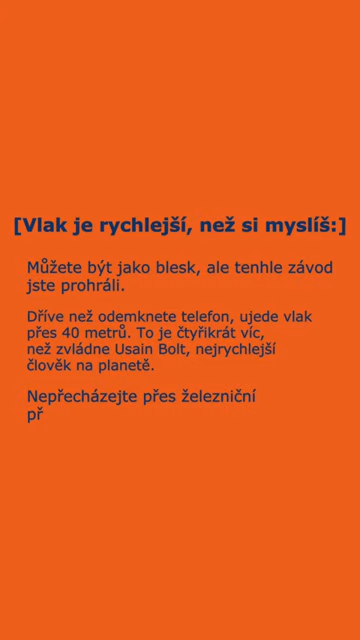 [Vlak je rychlejší, než si myslíš:]
Můžete být jako blesk, ale tenhle závod
jste prohráli.
Dříve než odemknete telefon, ujede vlak
přes 40 metrů. To je čtyřikrát víc,
než zvládne Usain Bolt, nejrychlejší
člověk na planetě.
Nepřecházejte přes železniční
př